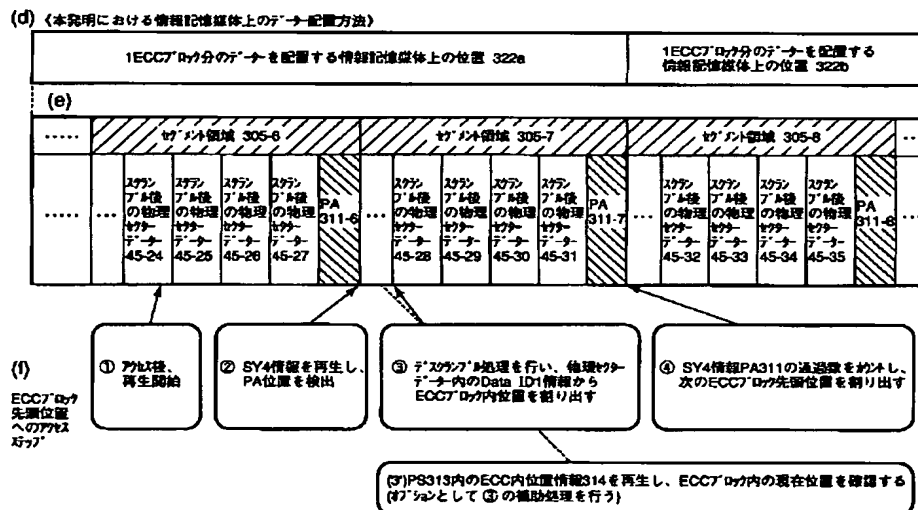 (d) 《本発明における情報記憶媒体上のデーター配置方法》
1ECCブロック分のデーターを配置する情報記憶媒体上の位置 322a
1ECCブロック分のデーターを配置する
情報記憶媒体上の位置 322b
(e)
‥‥‥
セグメント領域 305-6
セグメント領域 305-7
セグメント領域 305-8
‥‥‥
…
スクラン
ブル後
の物理
セクター
データー
45-24
スクラン
ブル後
の物理
セクター
データー
45-25
スクラン
ブル後
の物理
セクター
データー
45-26
スクラン
ブル後
の物理
セクター
データー
45-27
PA
311-6
…
スクラン
ブル後
の物理
セクター
データー
45-28
スクラン
ブル後
の物理
セクター
データー
45-29
スクラン
ブル後
の物理
セクター
データー
45-30
スクラン
ブル後
の物理
セクター
データー
45-31
PA
311-7
…
スクラン
ブル後
の物理
セクター
データー
45-32
スクラン
ブル後
の物理
セクター
データー
45-33
スクラン
ブル後
の物理
セクター
データー
45-34
スクラン
ブル後
の物理
セクター
データー
45-35
PA
311-8
(f)
ECCブロック
先頭位置
へのアクセス
ステップ
① アクセス後、
再生開始
② SY4情報を再生し、
PA位置を検出
③ デスクランブル処理を行い、物理セクター
データー内のData ID1情報から
ECCブロック内位置を割り出す
④ SY4情報PA311の通過数をカウントし、
次のECCブロック先頭位置を割り出す
(3')PS313内のECC内位置情報314を再生し、ECCブロック内の現在位置を確認する
(オプションとして③の補助処理を行う)